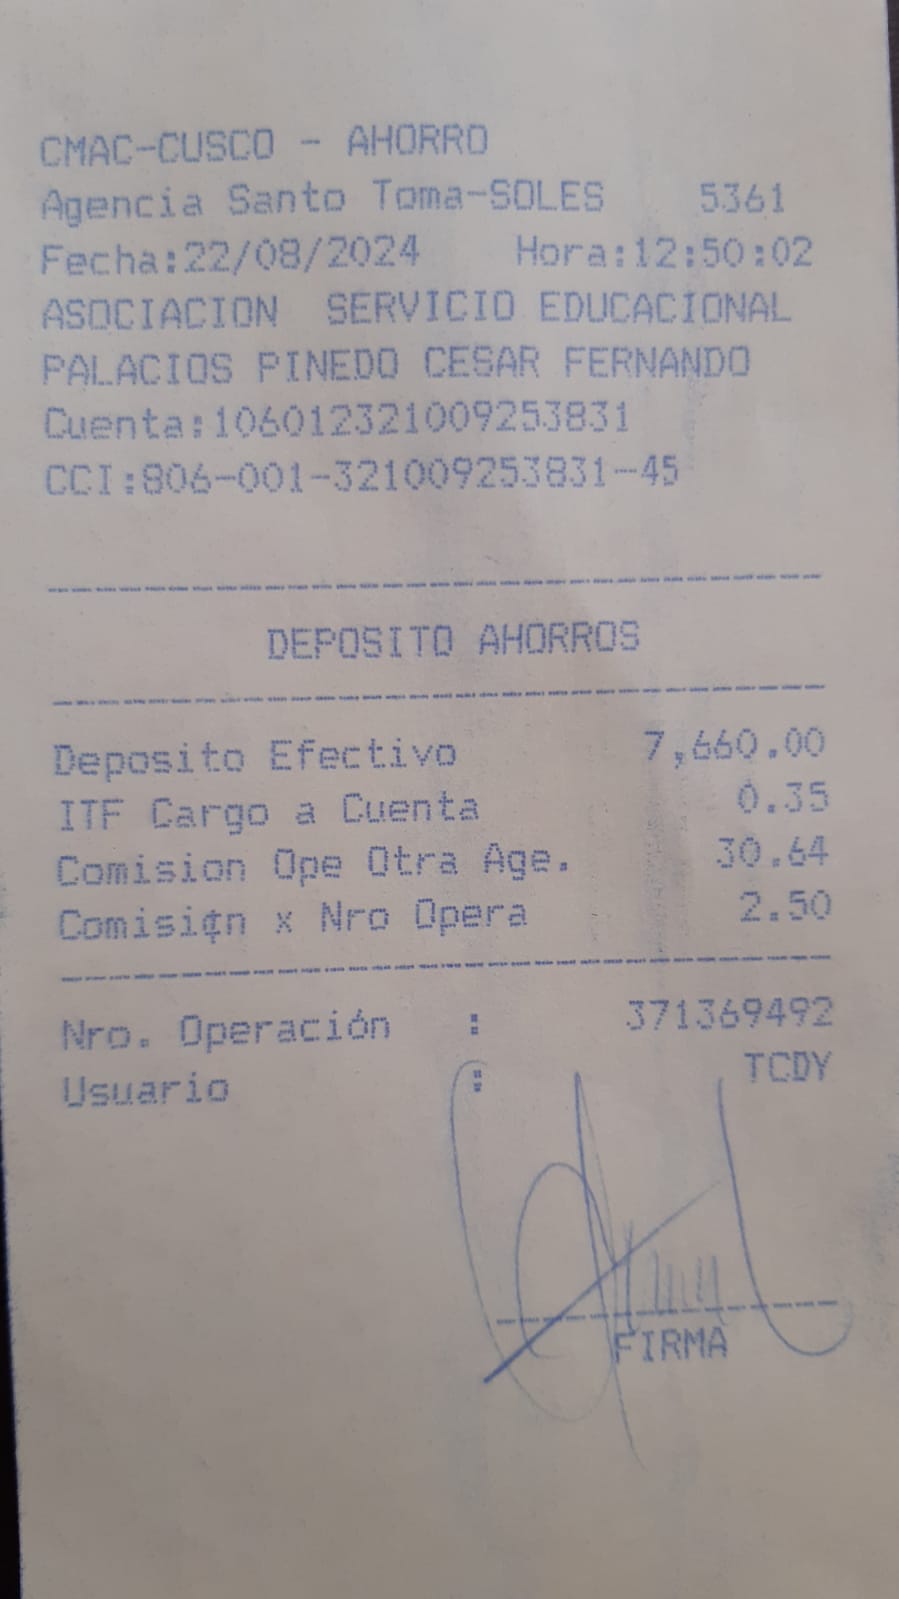 CMAC-CUSCO - AHORRO
Agencia Santo Toma-SOLES 5361
Fecha:22/08/2024 Hora:12:50:02
ASOCIACION SERVICIO EDUCACIONAL
PALACIOS PINEDO CESAR FERNANDO
Cuenta:106012321009253831
CCI:806-001-321009253831-45
DEPOSITO AHORROS
Deposito Efectivo 7,660.00
ITF Cargo a Cuenta 0.35
Comision Ope Otra Age. 30.64
Comisi¢n x Nro Opera 2.50
Nro. Operación : 371369492
Usuario : TCDY
FIRMA